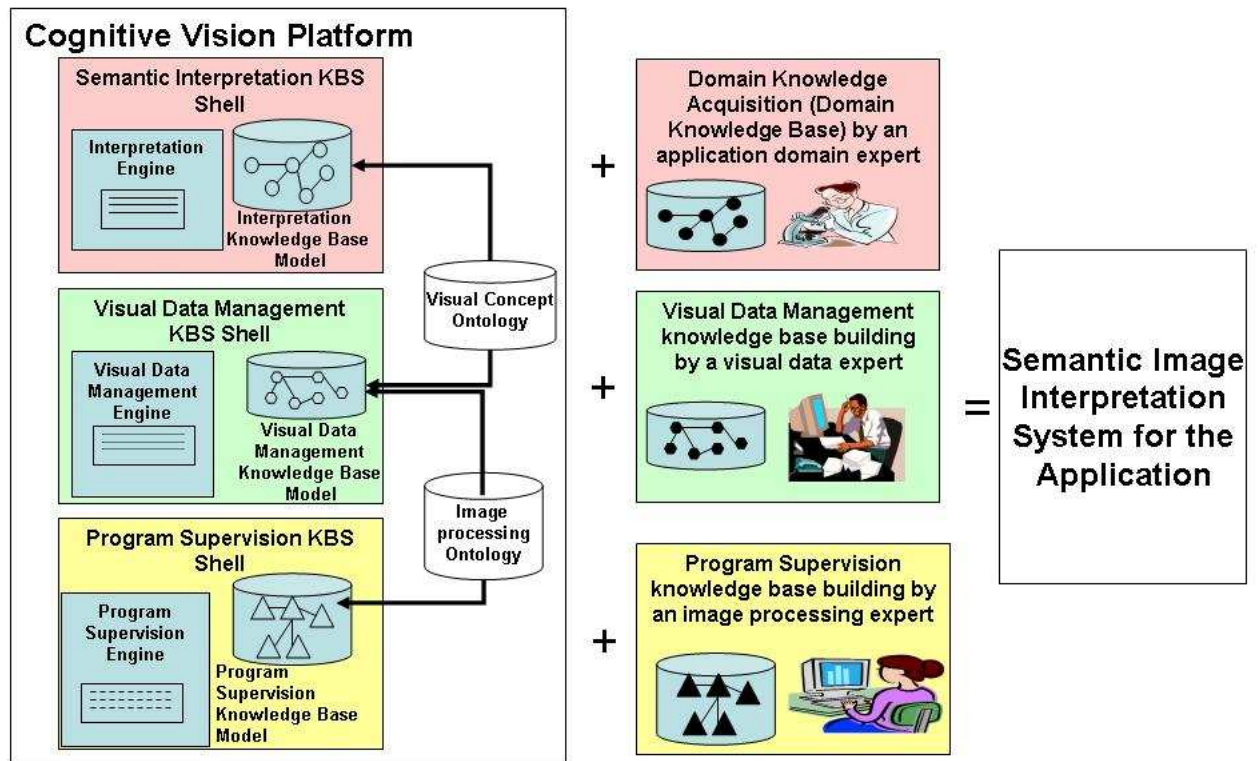 Cognitive Vision Platform
Semantic Interpretation KBS
Shell
Interpretation
Engine
Interpretation
Knowledge Base
Model
Visual Concept
Ontology
Visual Data Management
KBS Shell
Visual Data
Management
Engine
Visual Data
Management
Knowledge Base
Model
Image
processing
Ontology
Program Supervision KBS
Shell
Program
Supervision
Engine
Program
Supervision
Knowledge Base
Model
+
Domain Knowledge
Acquisition (Domain
Knowledge Base) by an
application domain expert
+
Visual Data Management
knowledge base building
by a visual data expert
+
Program Supervision
knowledge base building by
an image processing expert
=
Semantic Image
Interpretation
System for the
Application